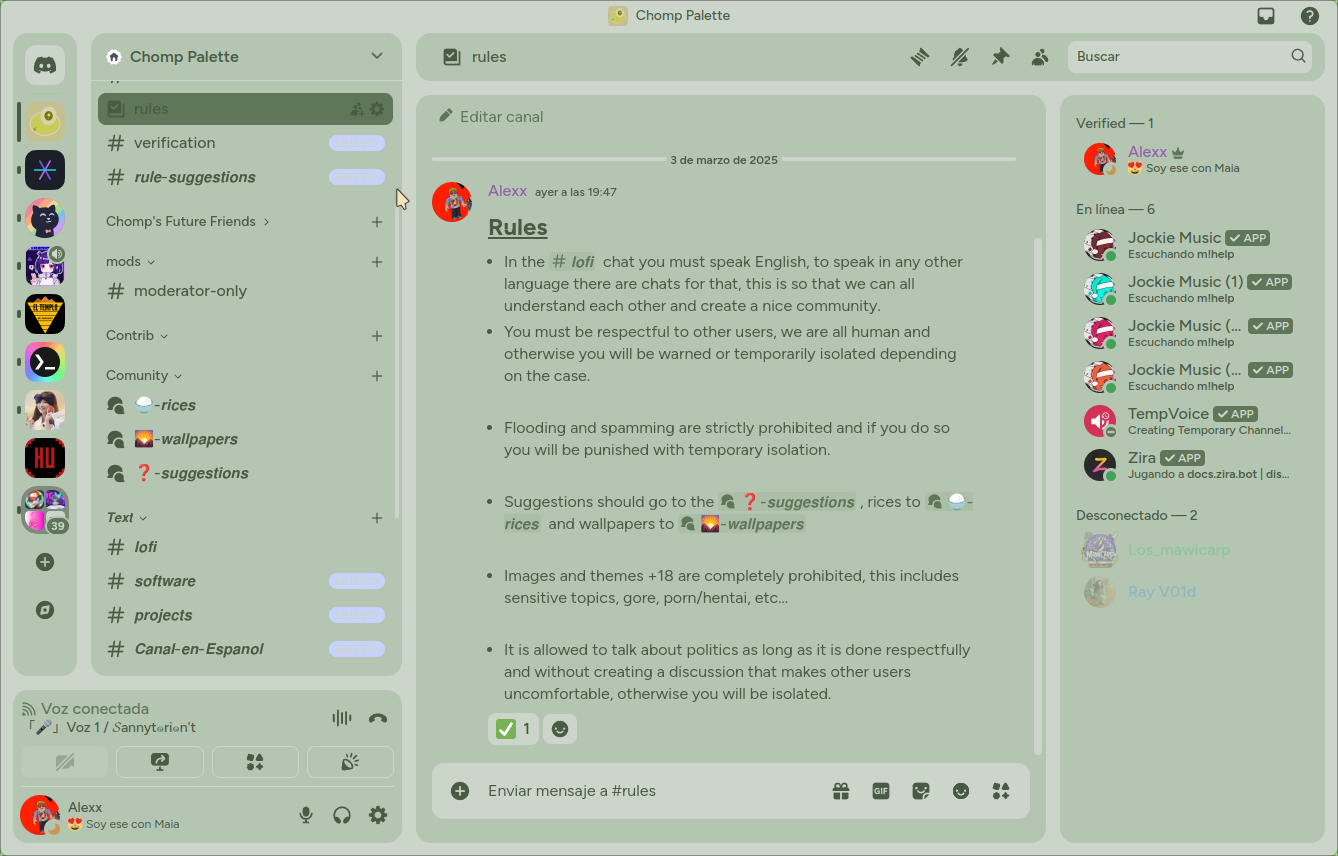 Chomp Palette
Chomp Palette
rules
verification
rule-suggestions
Chomp's Future Friends
mods
moderator-only
Contrib
Comunity
🍚-rices
🌄-wallpapers
❓-suggestions
Text
lofi
software
projects
Canal-en-Espanol
39
EL TEMPLO
HU
Voz conectada
「🎤」Voz 1 /
Alexx
😍 Soy ese con Maia
rules
Buscar
Editar canal
3 de marzo de 2025
Alexx ayer a las 19:47
Rules
• In the # lofi chat you must speak English, to speak in any other
language there are chats for that, this is so that we can all
understand each other and create a nice community.
• You must be respectful to other users, we are all human and
otherwise you will be warned or temporarily isolated depending
on the case.
• Flooding and spamming are strictly prohibited and if you do so
you will be punished with temporary isolation.
• Suggestions should go to the ❓-suggestions , rices to 🍚-
rices and wallpapers to 🌄-wallpapers
• Images and themes +18 are completely prohibited, this includes
sensitive topics, gore, porn/hentai, etc...
• It is allowed to talk about politics as long as it is done respectfully
and without creating a discussion that makes other users
uncomfortable, otherwise you will be isolated.
✅ 1
Enviar mensaje a #rules
GIF
Verified — 1
Alexx
😍 Soy ese con Maia
En línea — 6
Jockie Music ✓ APP
Escuchando m!help
Jockie Music (1) ✓ APP
Escuchando m!help
Jockie Music (... ✓ APP
Escuchando m!help
Jockie Music (... ✓ APP
Escuchando m!help
TempVoice ✓ APP
Creating Temporary Channel...
Zira ✓ APP
Jugando a docs.zira.bot | dis...
Desconectado — 2
Los_mawicarp
Ray V01d